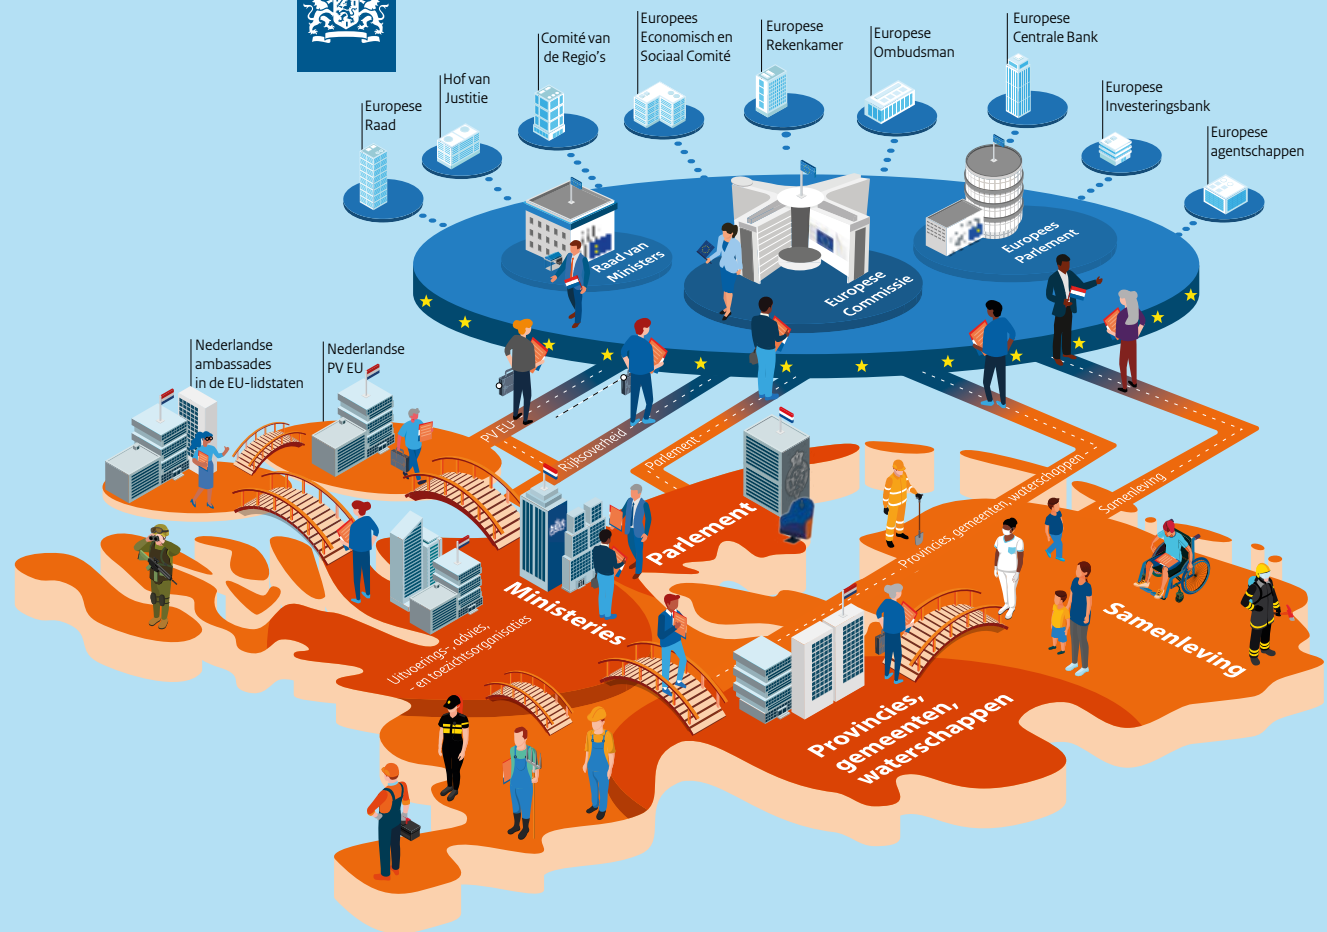 Europese
Raad
Hof van
Justitie
Comité van
de Regio's
Europees
Economisch en
Sociaal Comité
Europese
Rekenkamer
Europese
Ombudsman
Europese
Centrale Bank
Europese
Investeringsbank
Europese
agentschappen
Raad van
Ministers
Europese
Commissie
Europees
Parlement
Nederlandse
ambassades
in de EU-lidstaten
Nederlandse
PV EU
PV EU
Rijksoverheid
Parlement
Provincies, gemeenten, waterschappen
Samenleving
Parlement
Ministeries
Uitvoerings-, advies,
- en toezichtsorganisaties
Samenleving
Provincies,
gemeenten,
waterschappen